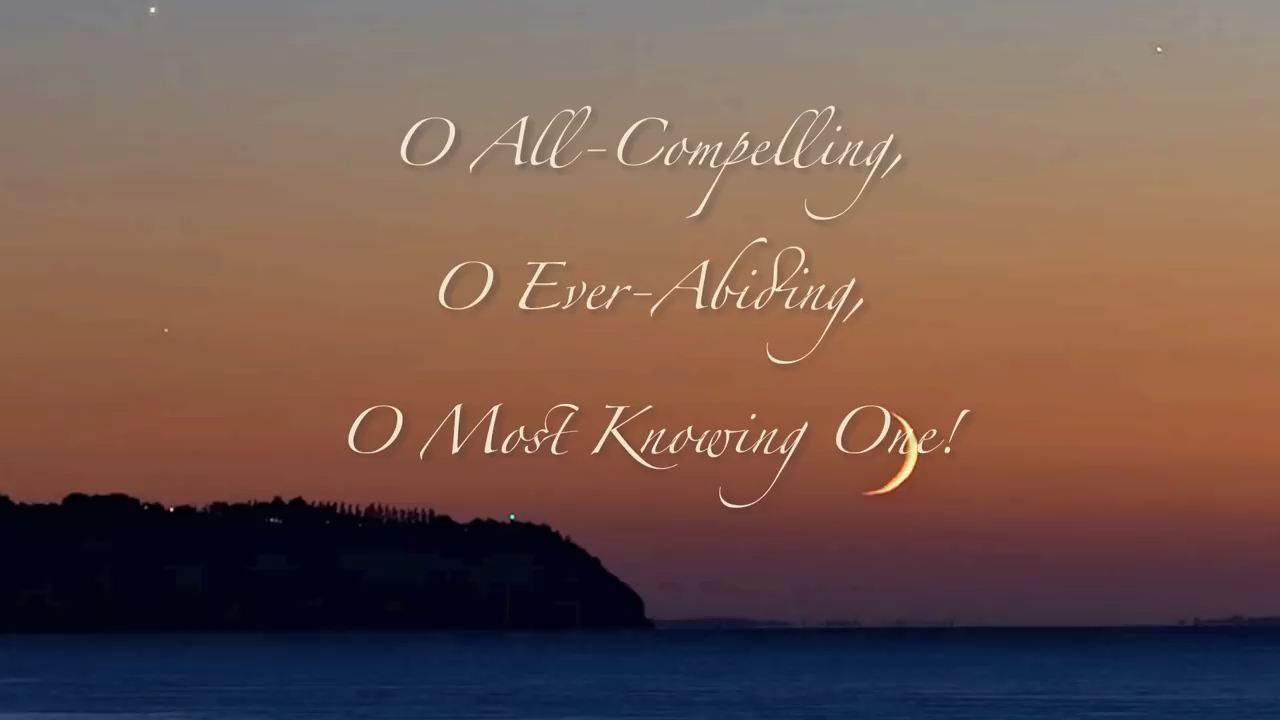 O All-Compelling,
O Ever-Abiding,
O Most Knowing One!